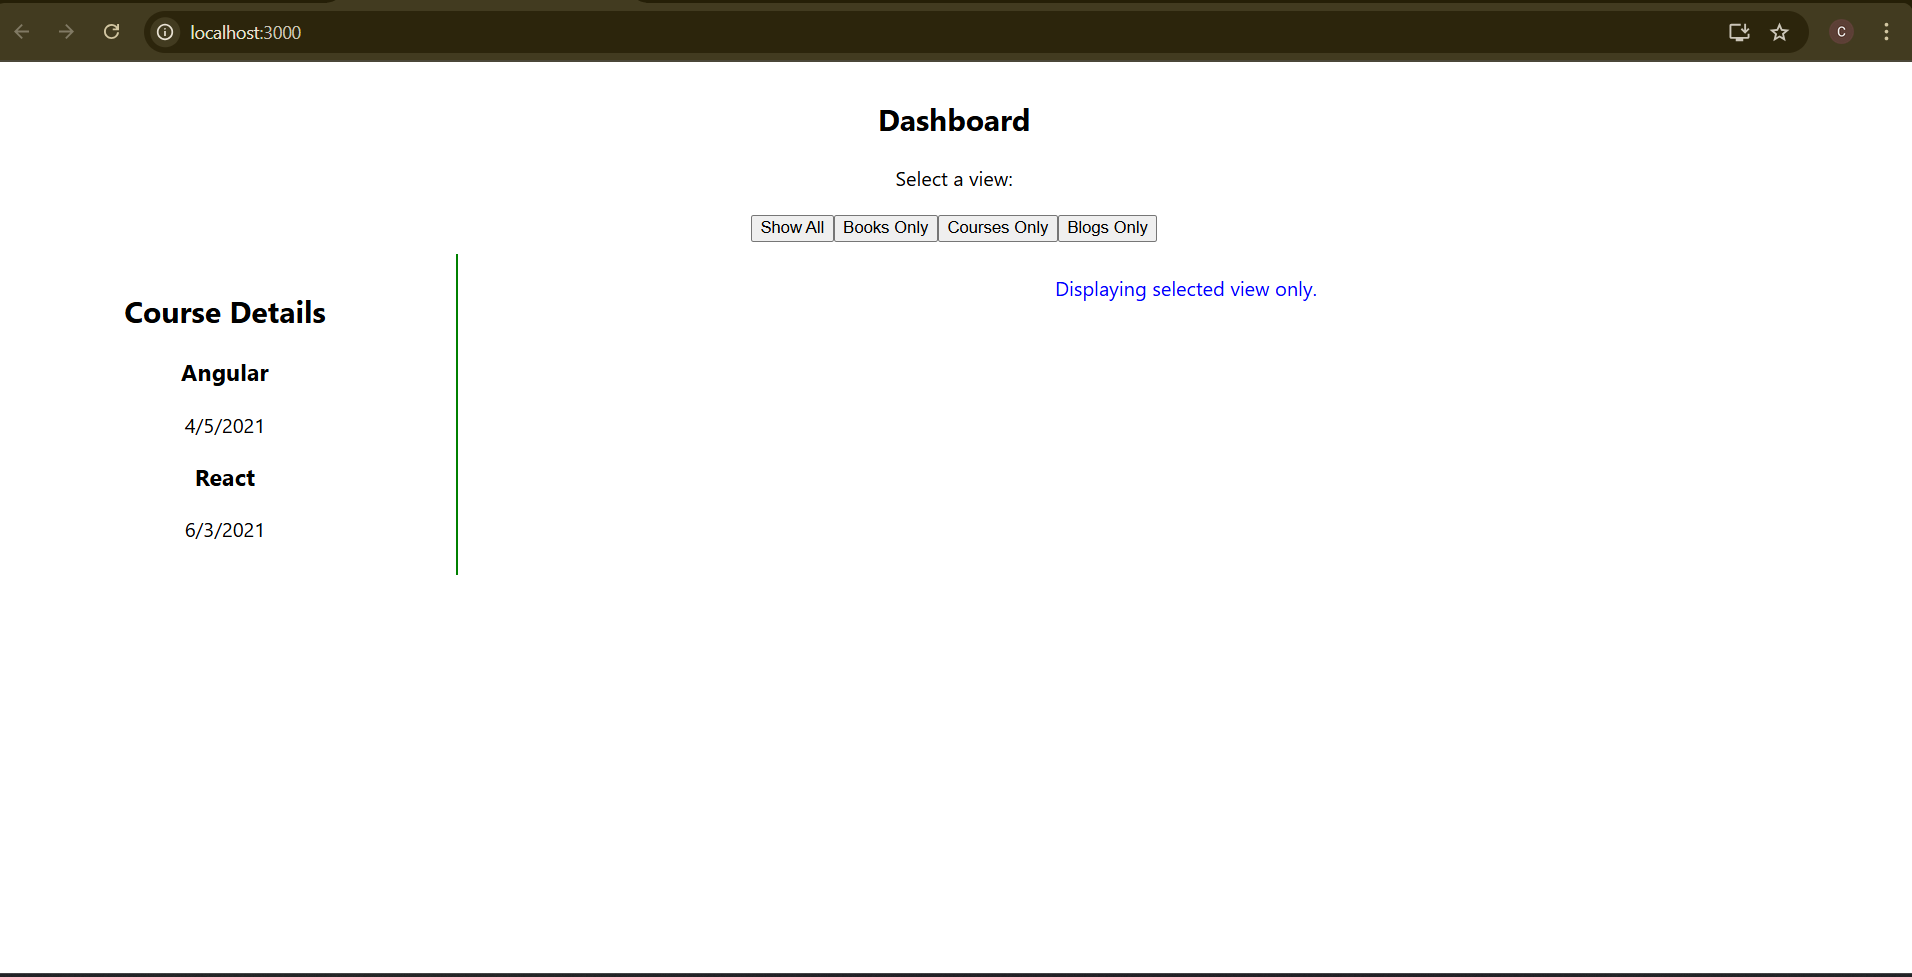 localhost:3000
C
Dashboard
Select a view:
Show All Books Only Courses Only Blogs Only
Displaying selected view only.
Course Details
Angular
4/5/2021
React
6/3/2021